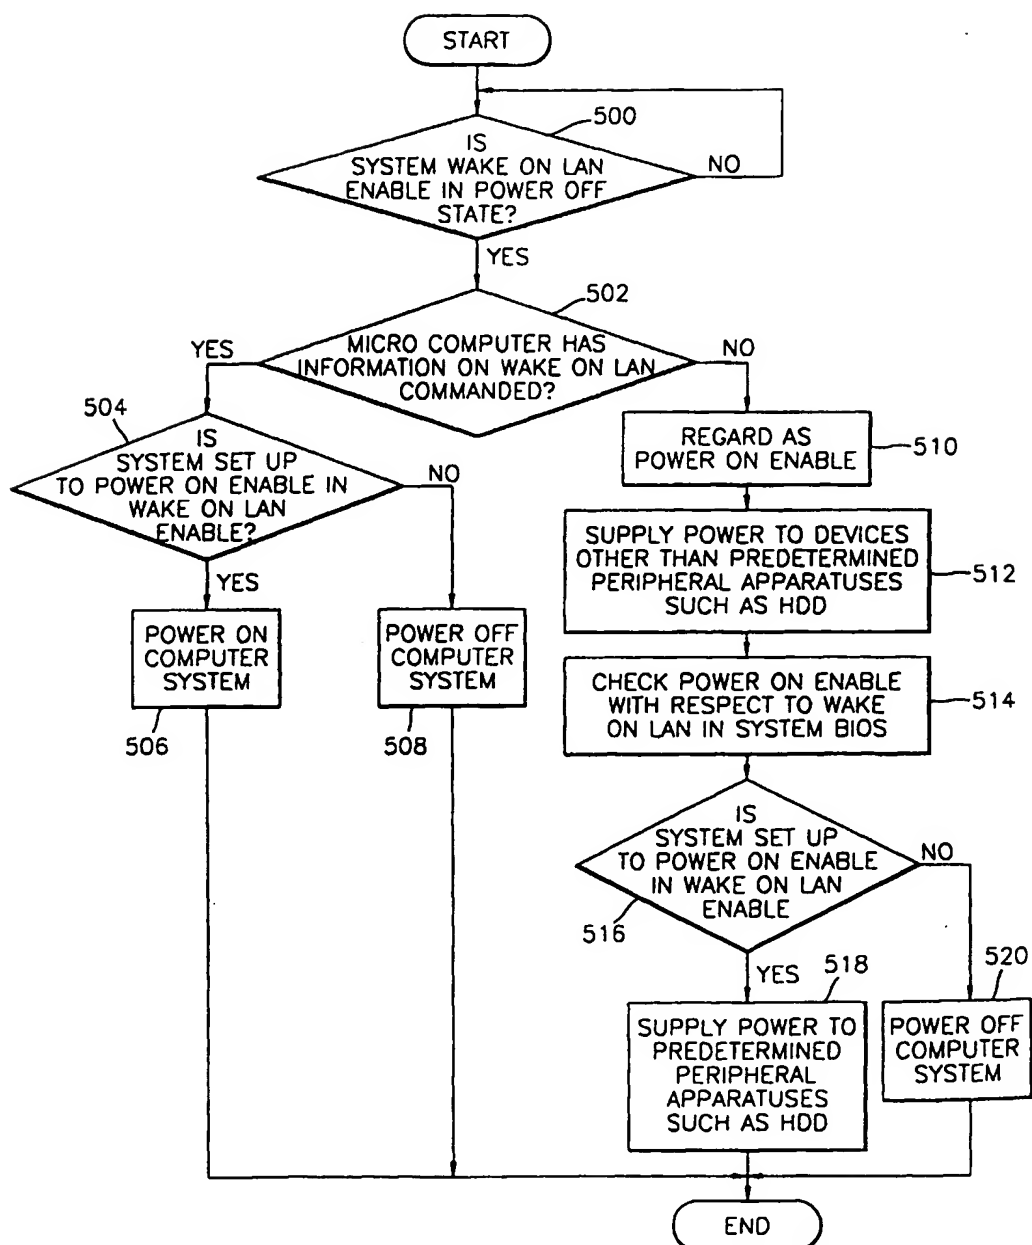 START
500
IS
SYSTEM WAKE ON LAN
ENABLE IN POWER OFF
STATE?
NO
YES
502
MICRO COMPUTER HAS
INFORMATION ON WAKE ON LAN
COMMANDED?
YES
NO
504
IS
SYSTEM SET UP
TO POWER ON ENABLE IN
WAKE ON LAN
ENABLE?
NO
YES
POWER ON
COMPUTER
SYSTEM
506
POWER OFF
COMPUTER
SYSTEM
508
REGARD AS
POWER ON ENABLE
510
SUPPLY POWER TO DEVICES
OTHER THAN PREDETERMINED
PERIPHERAL APPARATUSES
SUCH AS HDD
512
CHECK POWER ON ENABLE
WITH RESPECT TO WAKE
ON LAN IN SYSTEM BIOS
514
IS
SYSTEM SET UP
TO POWER ON ENABLE
IN WAKE ON LAN
ENABLE
516
NO
YES
518
SUPPLY POWER TO
PREDETERMINED
PERIPHERAL
APPARATUSES
SUCH AS HDD
520
POWER OFF
COMPUTER
SYSTEM
END